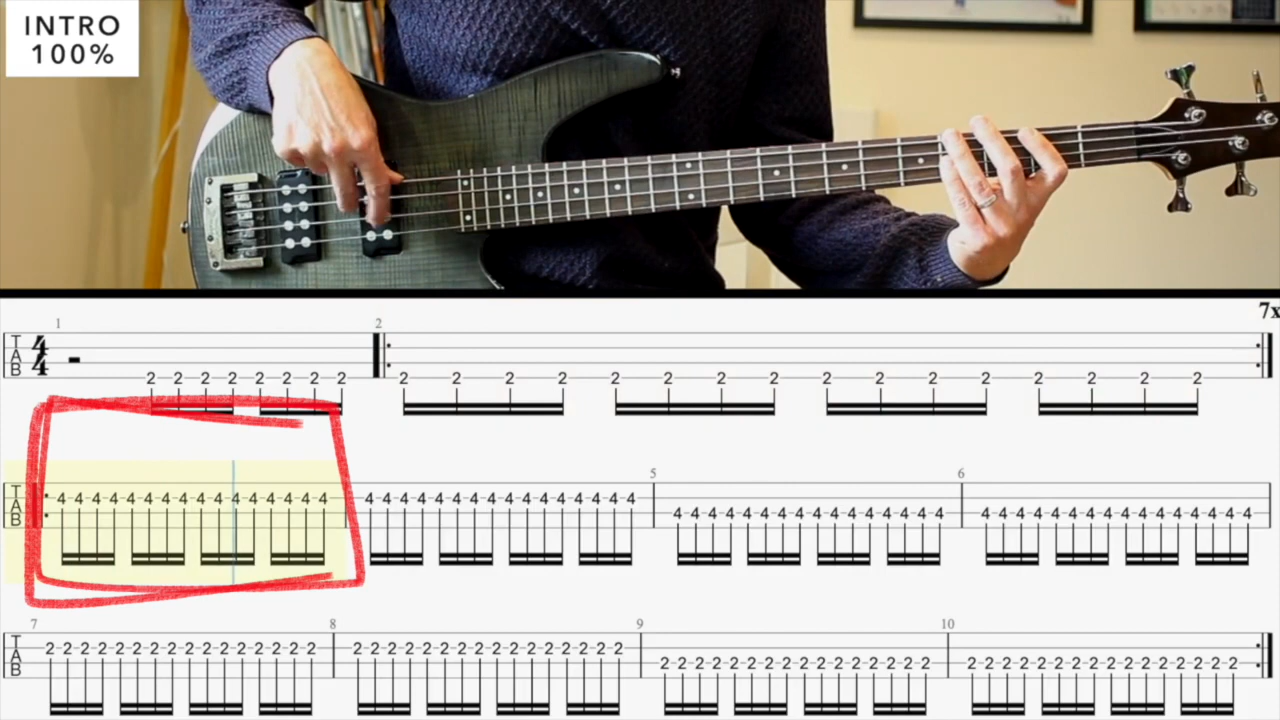 INTRO
100%
7x
1 2
T
A
B
4
4
2 2 2 2 2 2 2 2 2 2 2 2 2 2 2 2 2 2 2 2 2 2 2 2
5 6
T
A
B
4 4 4 4 4 4 4 4 4 4 4 4 4 4 4 4 4 4 4 4 4 4 4 4 4 4 4 4 4 4 4 4
4 4 4 4 4 4 4 4 4 4 4 4 4 4 4 4 4 4 4 4 4 4 4 4 4 4 4 4 4 4 4 4
7 8 9 10
T
A
B
2 2 2 2 2 2 2 2 2 2 2 2 2 2 2 2 2 2 2 2 2 2 2 2 2 2 2 2 2 2 2 2
2 2 2 2 2 2 2 2 2 2 2 2 2 2 2 2 2 2 2 2 2 2 2 2 2 2 2 2 2 2 2 2